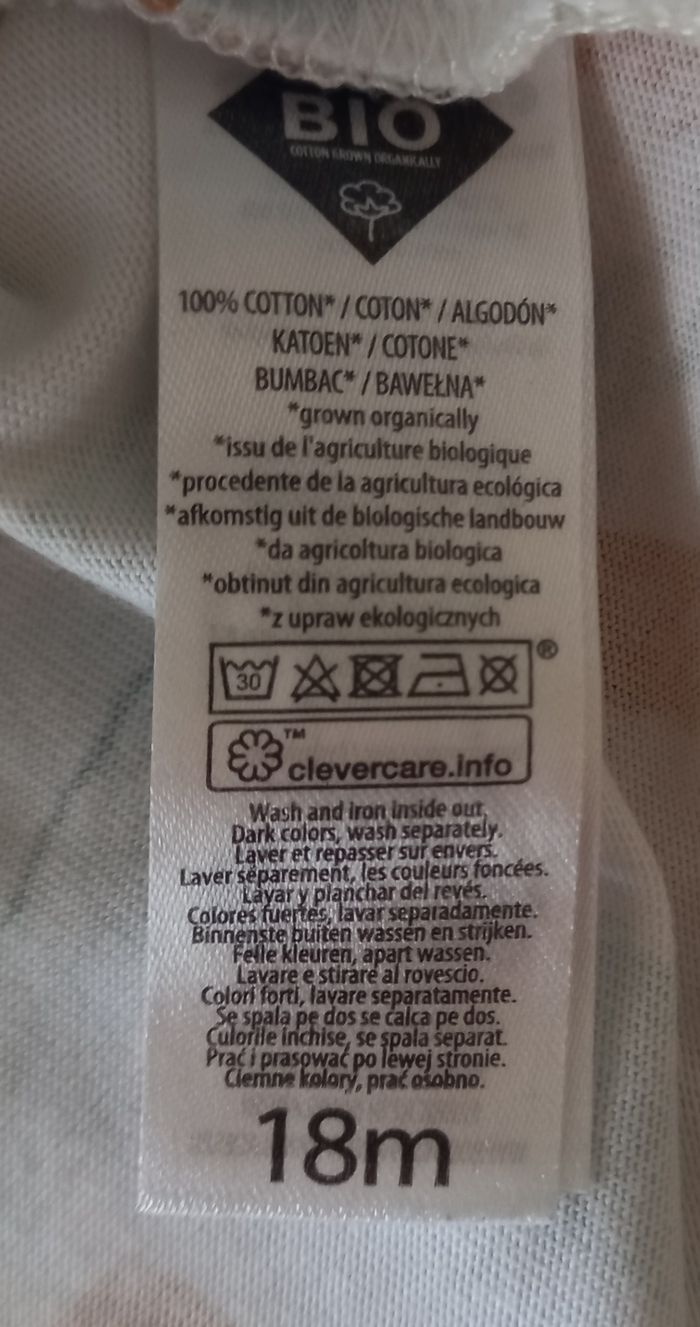 BIO
COTTON GROWN ORGANICALLY
100% COTTON* / COTON* / ALGODÓN*
KATOEN* / COTONE*
BUMBAC* / BAWEŁNA*
*grown organically
*issu de l'agriculture biologique
*procedente de la agricultura ecológica
*afkomstig uit de biologische landbouw
*da agricoltura biologica
*obtinut din agricultura ecologica
*z upraw ekologicznych
30 ®
™ clevercare.info
Wash and iron inside out,
Dark colors, wash separately.
Laver et repasser sur envers.
Laver séparement, les couleurs foncées.
Lavar y planchar del revés.
Colores fuertes, lavar separadamente.
Binnenste buiten wassen en strijken.
Felle kleuren, apart wassen.
Lavare e stirare al rovescio.
Colori forti, lavare separatamente.
Se spala pe dos se calca pe dos.
Culorile inchise, se spala separat.
Prać i prasować po lewej stronie.
Ciemne kolory, prać osobno.
18m